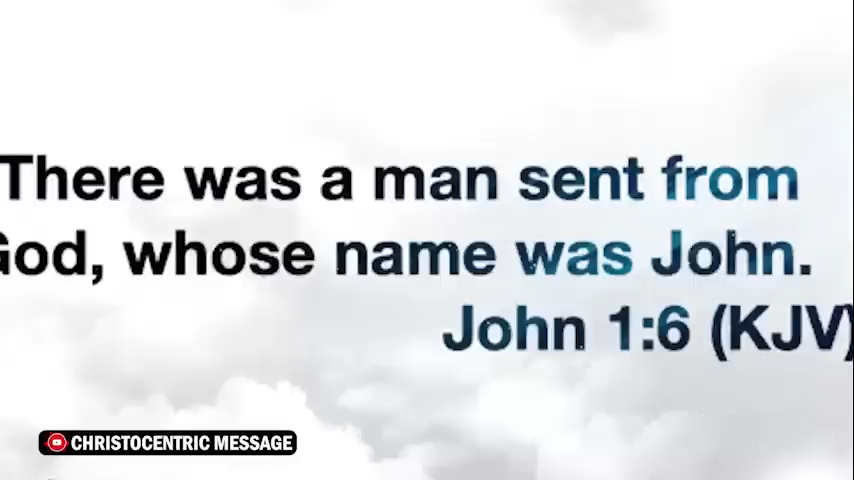 There was a man sent from
God, whose name was John.
John 1:6 (KJV)
CHRISTOCENTRIC MESSAGE